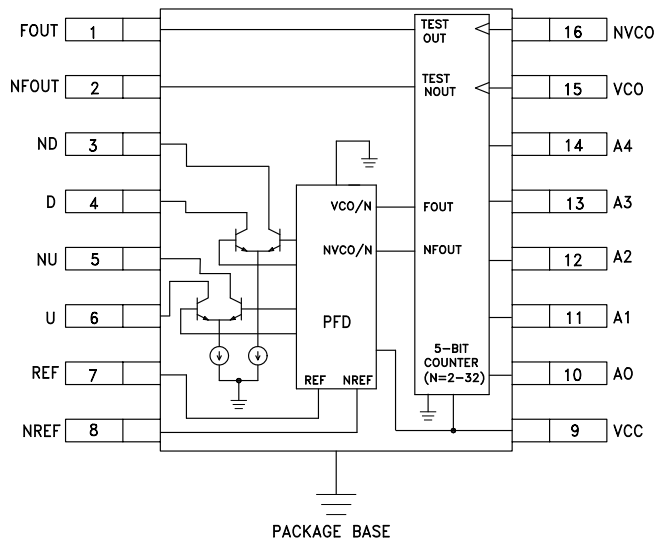 FOUT 1 TEST OUT 16 NVCO
NFOUT 2 TEST NOUT 15 VCO
ND 3 14 A4
D 4 VCO/N FOUT 13 A3
NU 5 NVCO/N NFOUT 12 A2
U 6 PFD 11 A1
REF 7 REF NREF 5-BIT COUNTER (N=2-32) 10 A0
NREF 8 9 VCC
PACKAGE BASE